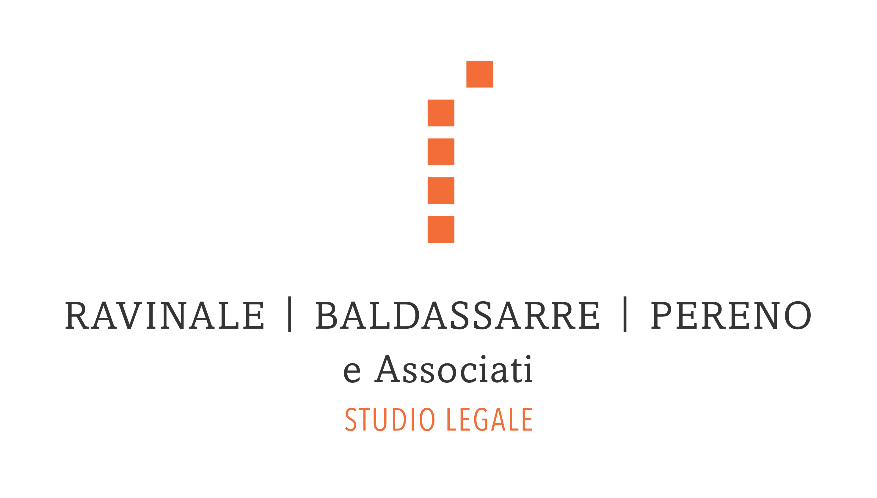 RAVINALE | BALDASSARRE | PERENO
e Associati
STUDIO LEGALE